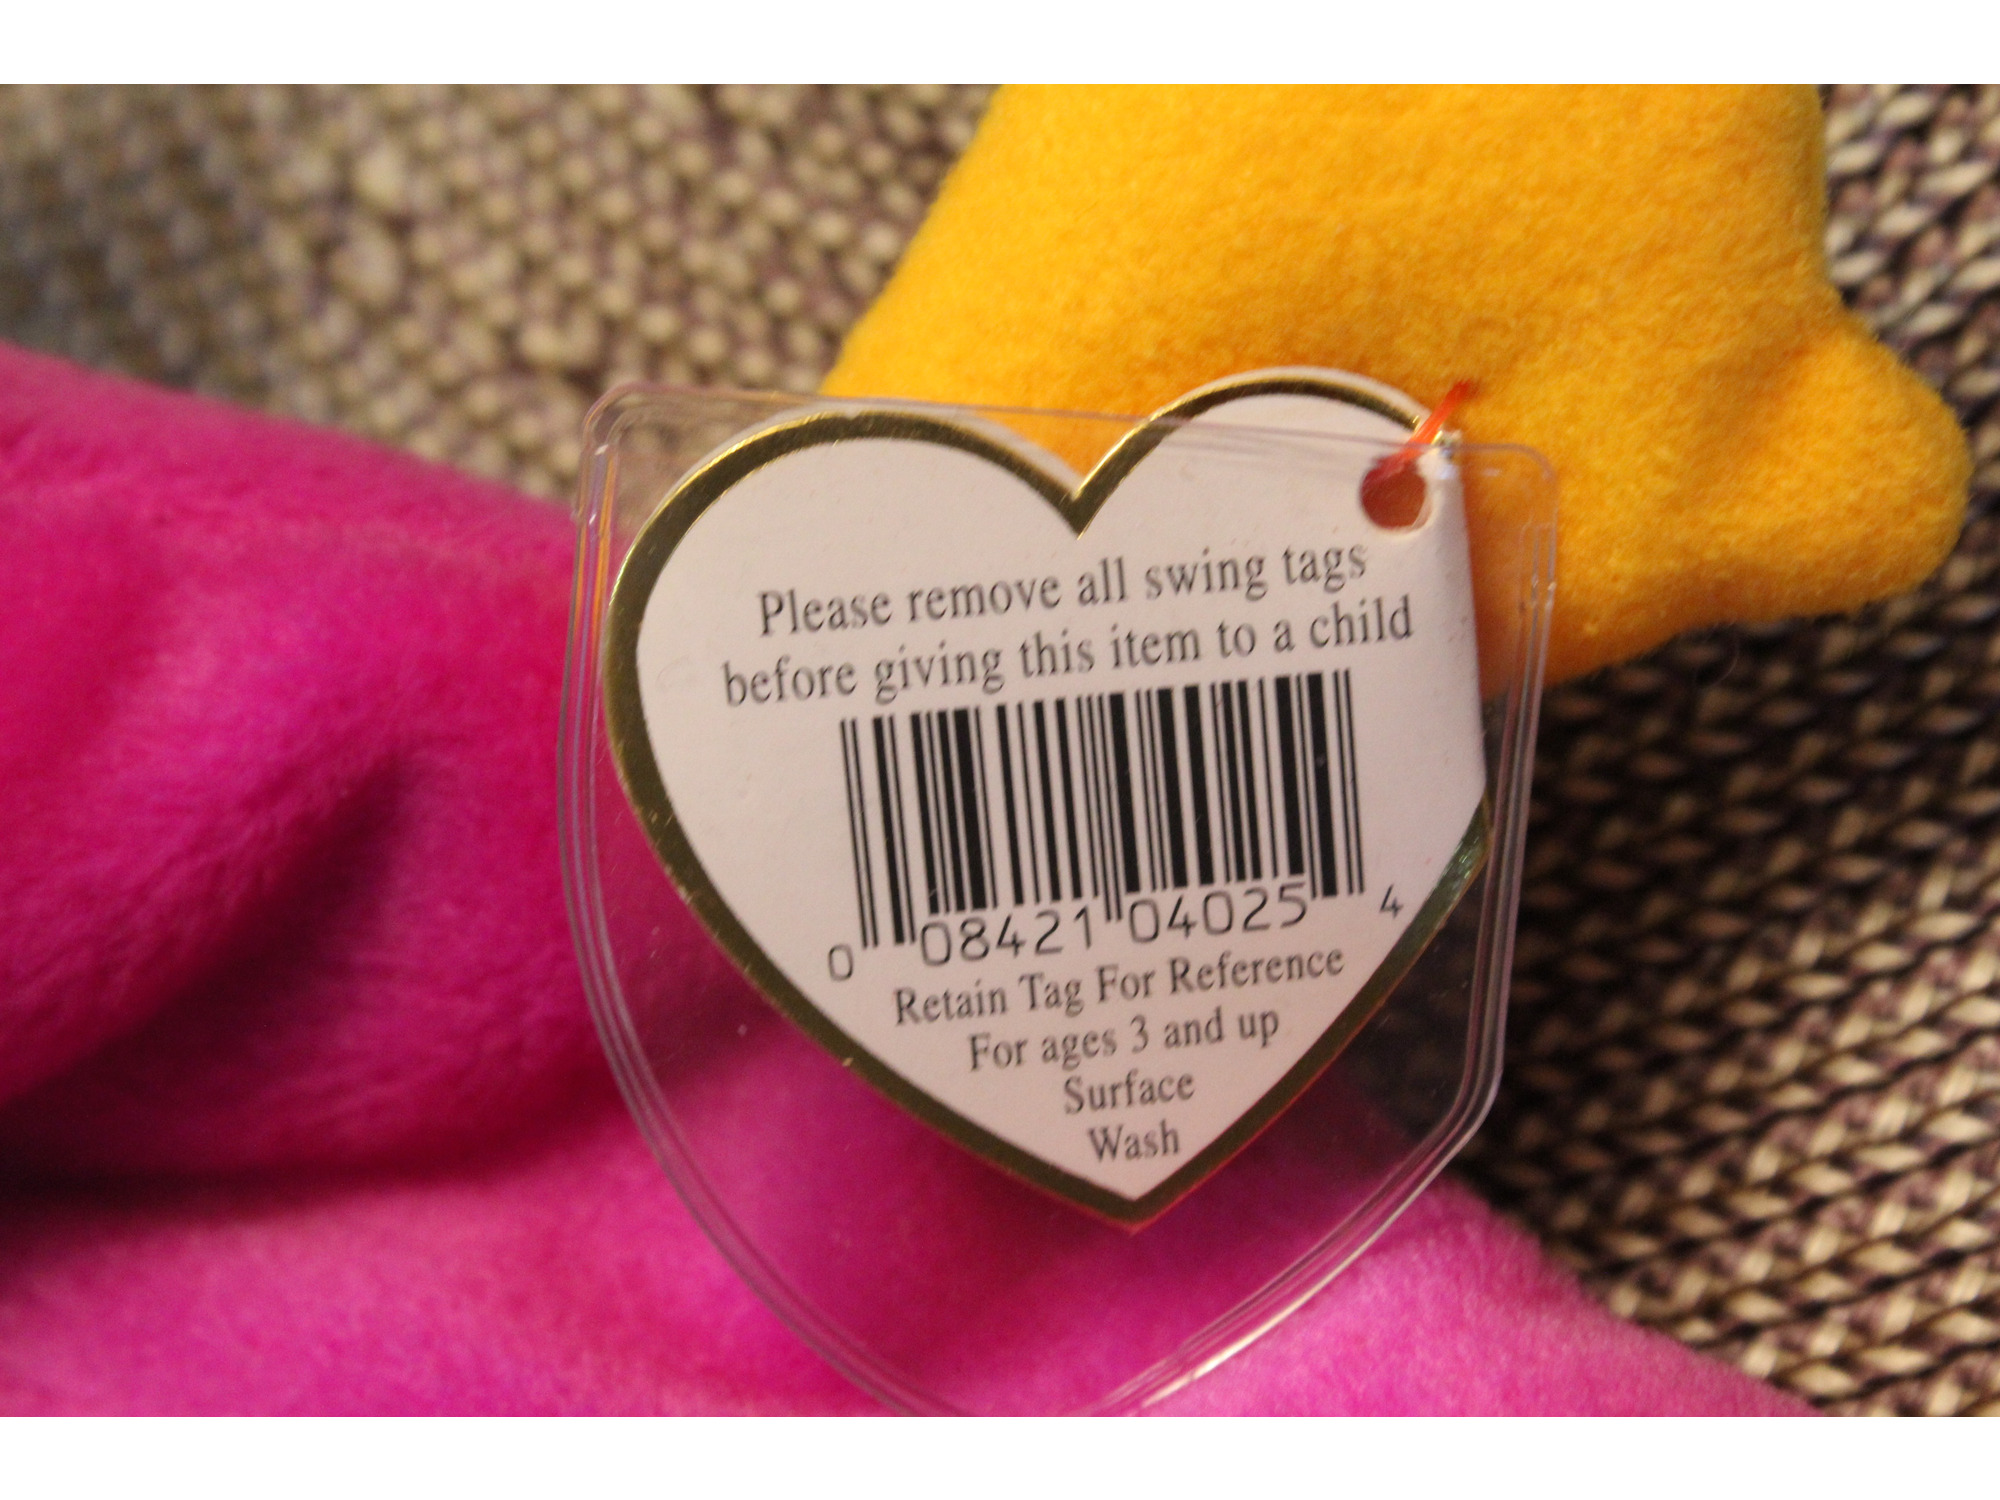 Please remove all swing tags
before giving this item to a child
0 08421 04025 4
Retain Tag For Reference
For ages 3 and up
Surface
Wash